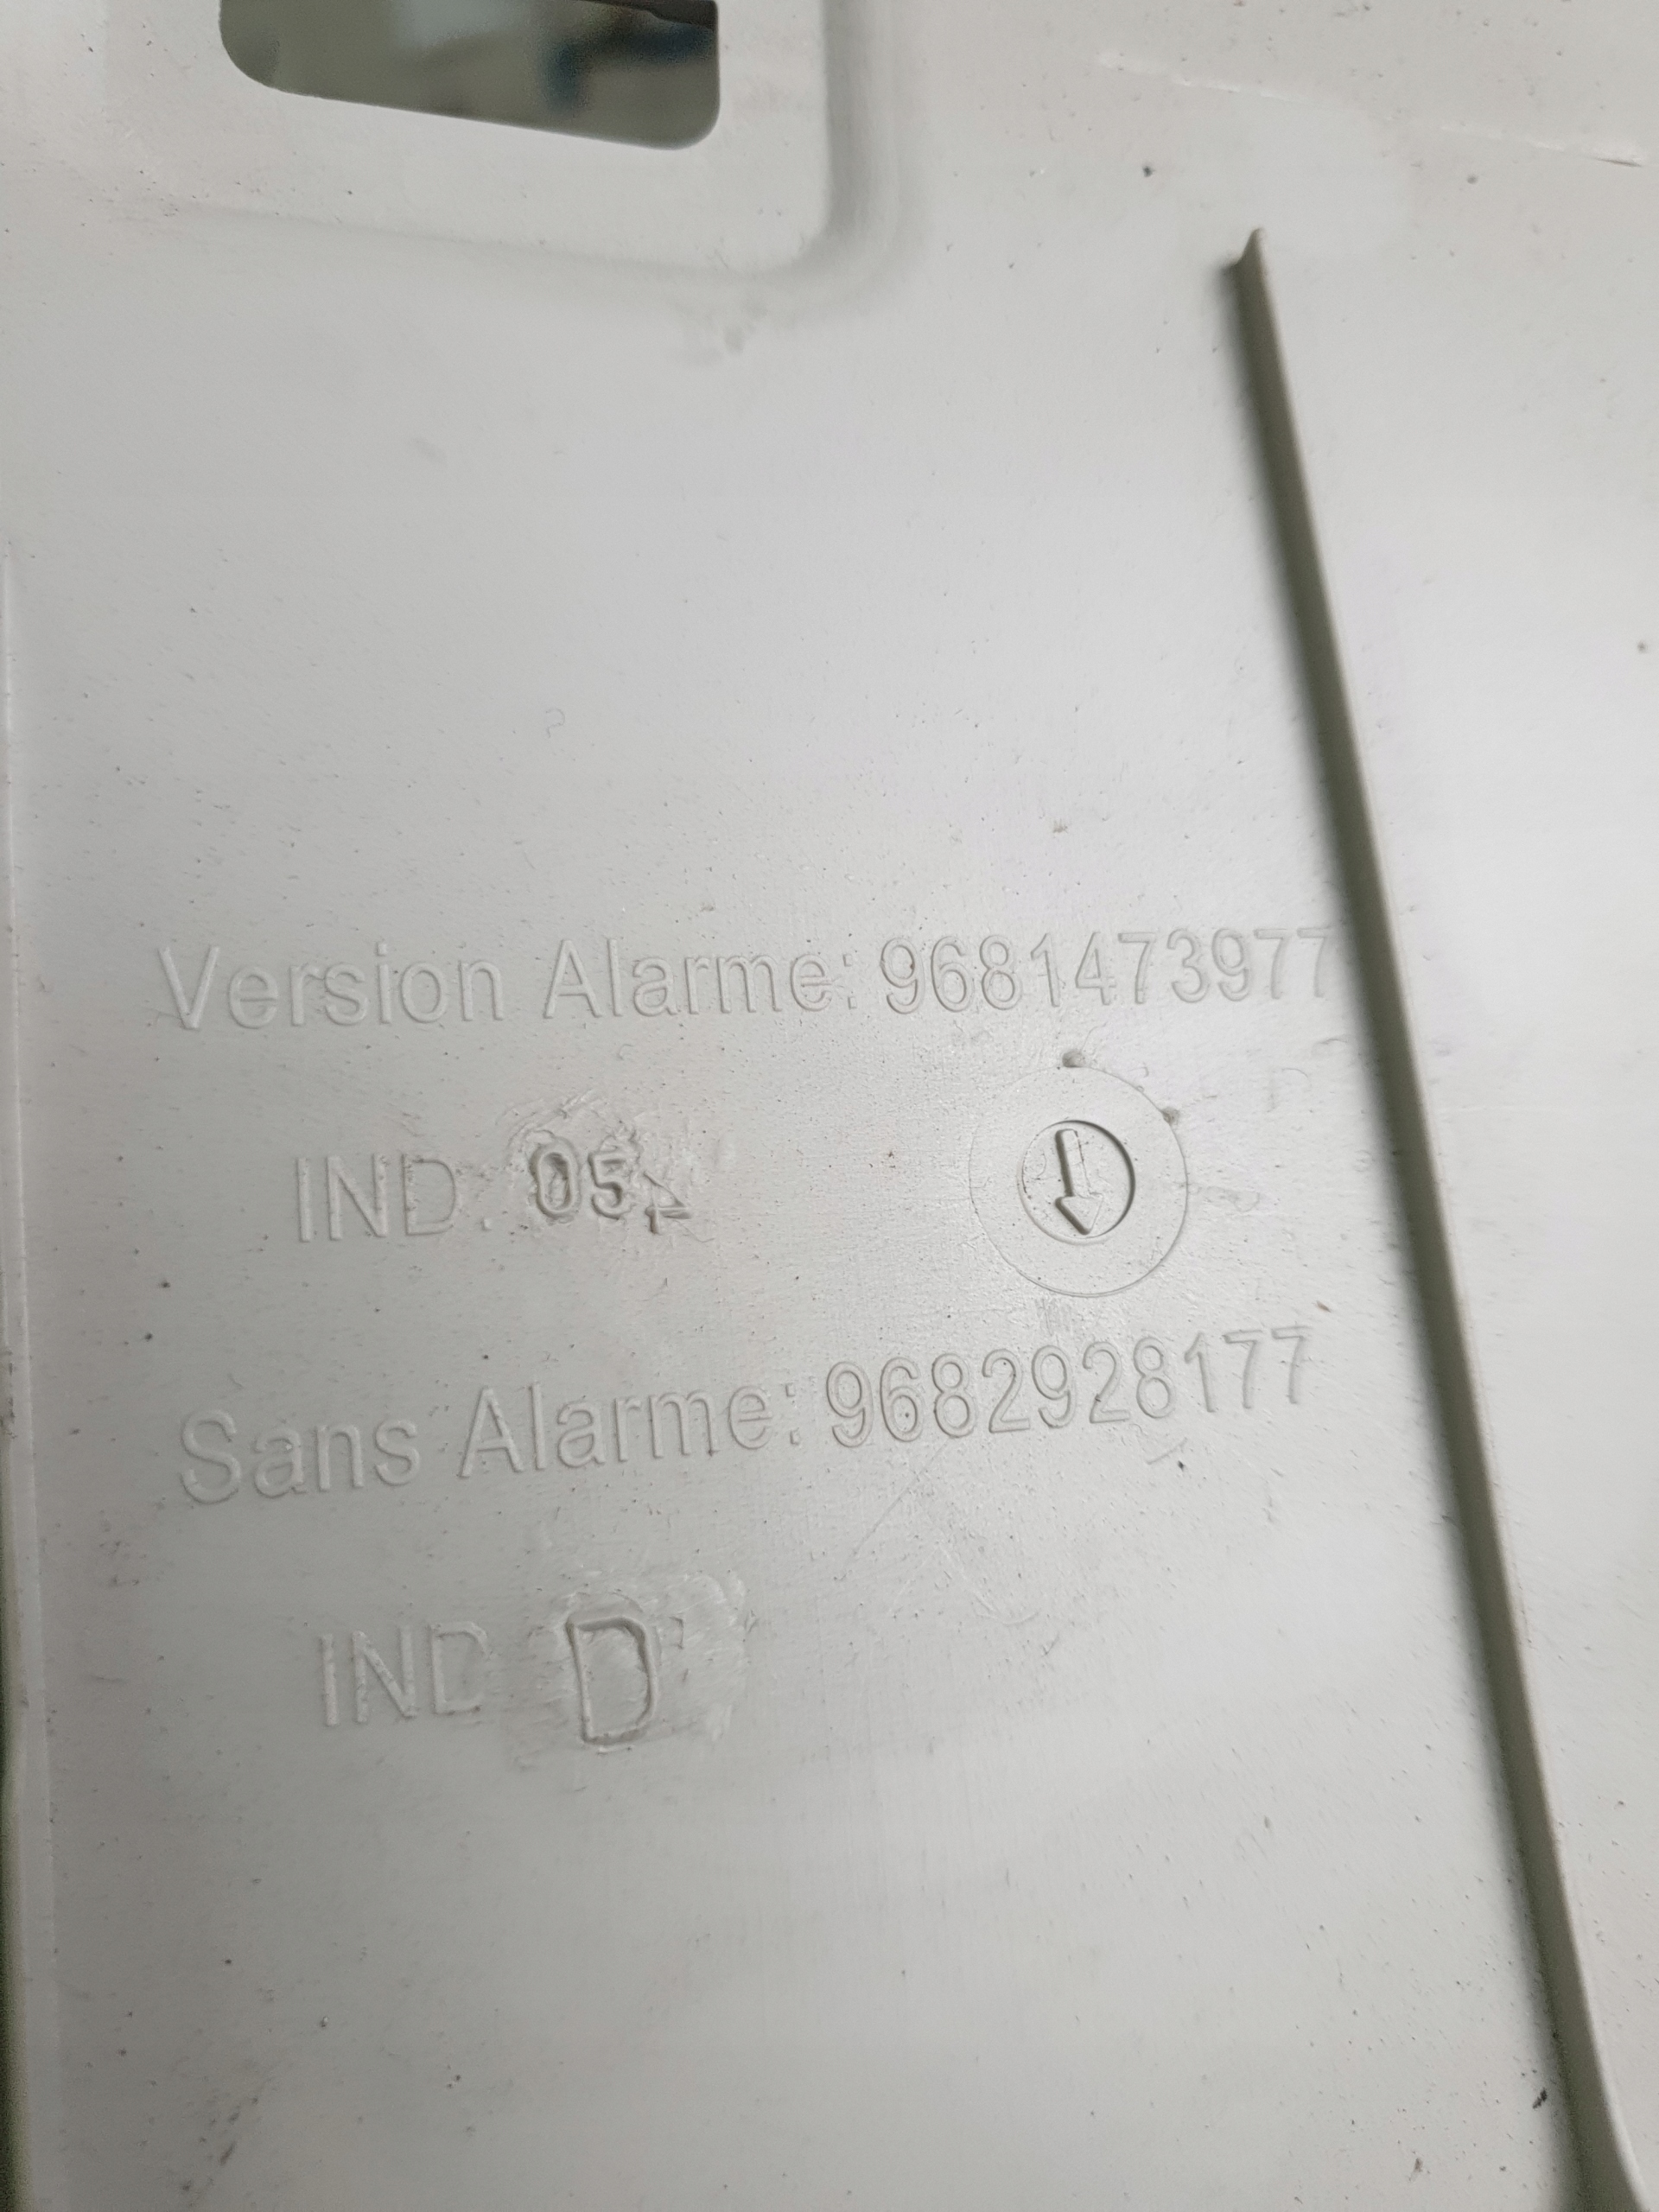 Version Alarme: 9681473977
IND. 05
Sans Alarme: 9682928177
IND D